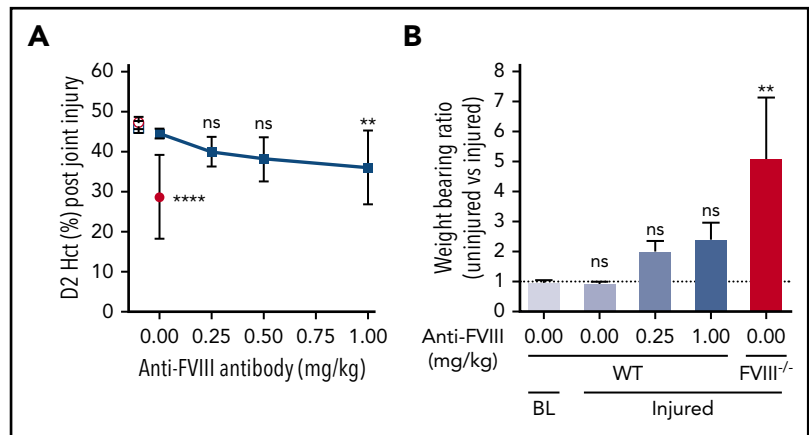 A
D2 Hct (%) post joint injury
60
50
40
30
20
10
0
ns
ns
**
****
0.00 0.25 0.50 0.75 1.00
Anti-FVIII antibody (mg/kg)
B
Weight bearing ratio
(uninjured vs injured)
8
7
6
5
4
3
2
1
0
ns
ns
ns
**
Anti-FVIII
(mg/kg)
0.00 0.00 0.25 1.00 0.00
WT FVIII-/-
BL Injured